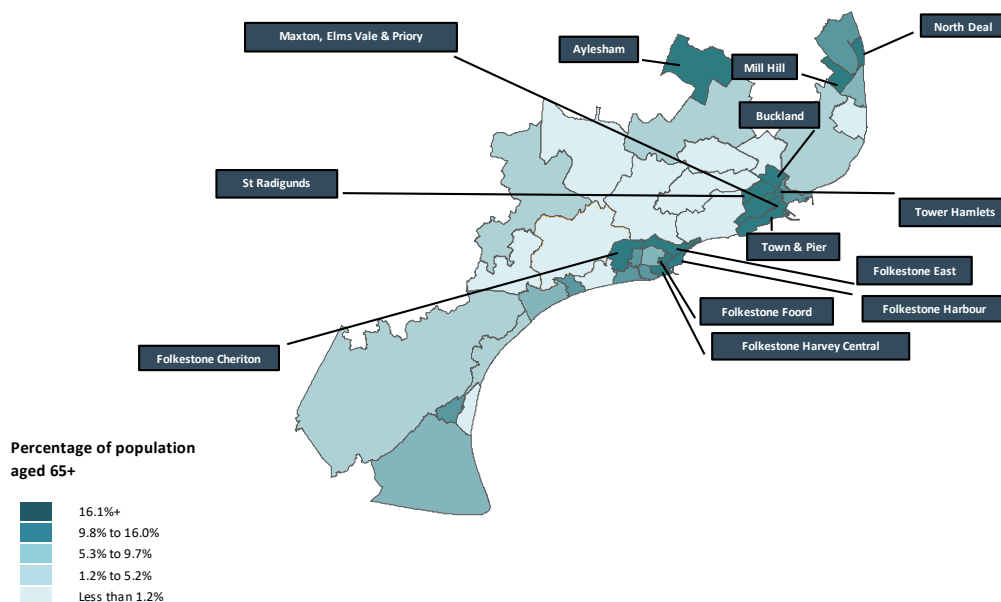 North Deal
Maxton, Elms Vale & Priory
Aylesham
Mill Hill
Buckland
St Radigunds
Tower Hamlets
Town & Pier
Folkestone East
Folkestone Harbour
Folkestone Foord
Folkestone Harvey Central
Folkestone Cheriton
Percentage of population
aged 65+
16.1%+
9.8% to 16.0%
5.3% to 9.7%
1.2% to 5.2%
Less than 1.2%